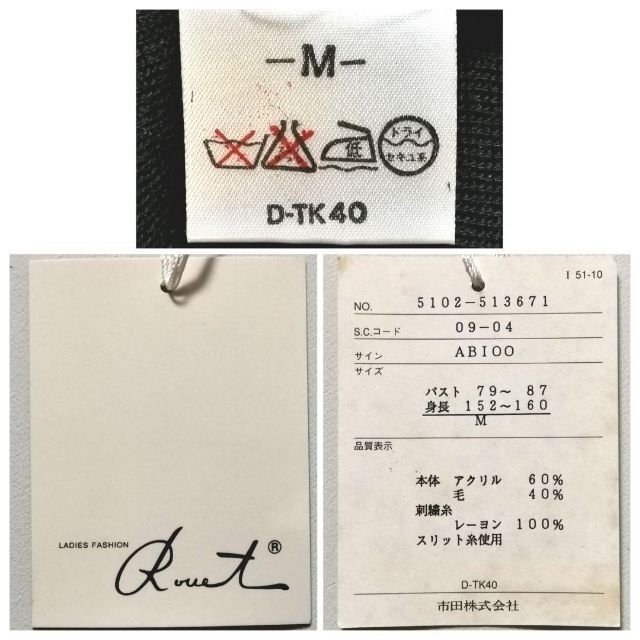 -M-
低
ドライ
セキユ系
D-TK40
LADIES FASHION
Rouet®
I 51-10
NO. 5102-513671
S.C.コード 09-04
サイン ABIOO
サイズ
バスト 79～ 87
身長 152～160
M
品質表示
本体 アクリル 60%
毛 40%
刺繍糸
レーヨン 100%
スリット糸使用
D-TK40
市田株式会社